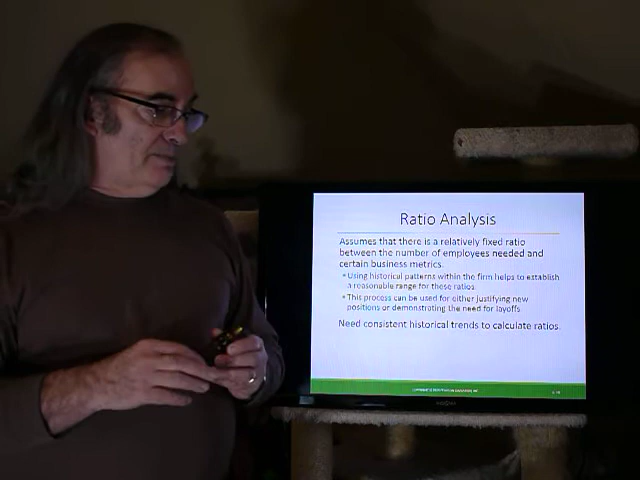 Ratio Analysis
Assumes that there is a relatively fixed ratio
between the number of employees needed and
certain business metrics.
Using historical patterns within the firm helps to establish
a reasonable range for these ratios
This process can be used for either justifying new
positions or demonstrating the need for layoffs
Need consistent historical trends to calculate ratios.